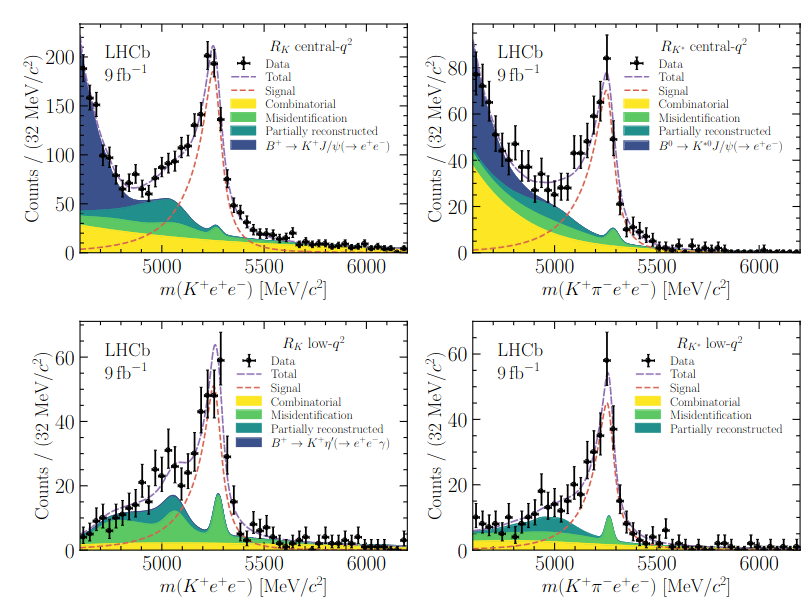 LHCb
9 fb⁻¹
R_K central-q²
Data
Total
Signal
Combinatorial
Misidentification
Partially reconstructed
B⁺ → K⁺J/ψ(→ e⁺e⁻)
Counts / (32 MeV/c²)
200
150
100
50
0
5000 5500 6000
m(K⁺e⁺e⁻) [MeV/c²]
LHCb
9 fb⁻¹
R_K* central-q²
Data
Total
Signal
Combinatorial
Misidentification
Partially reconstructed
B⁰ → K*⁰J/ψ(→ e⁺e⁻)
Counts / (32 MeV/c²)
80
60
40
20
0
5000 5500 6000
m(K⁺π⁻e⁺e⁻) [MeV/c²]
LHCb
9 fb⁻¹
R_K low-q²
Data
Total
Signal
Combinatorial
Misidentification
Partially reconstructed
B⁺ → K⁺η′(→ e⁺e⁻γ)
Counts / (32 MeV/c²)
60
40
20
0
5000 5500 6000
m(K⁺e⁺e⁻) [MeV/c²]
LHCb
9 fb⁻¹
R_K* low-q²
Data
Total
Signal
Combinatorial
Misidentification
Partially reconstructed
Counts / (32 MeV/c²)
60
40
20
0
5000 5500 6000
m(K⁺π⁻e⁺e⁻) [MeV/c²]